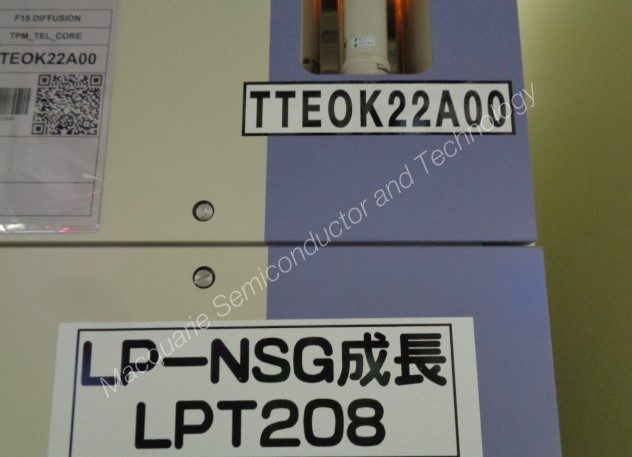 F15 DIFFUSION
TPM_TEL_CORE
TTEOK22A00
TTEOK22A00
LP-NSG成長
LPT208
Macquarie Semiconductor and Technology